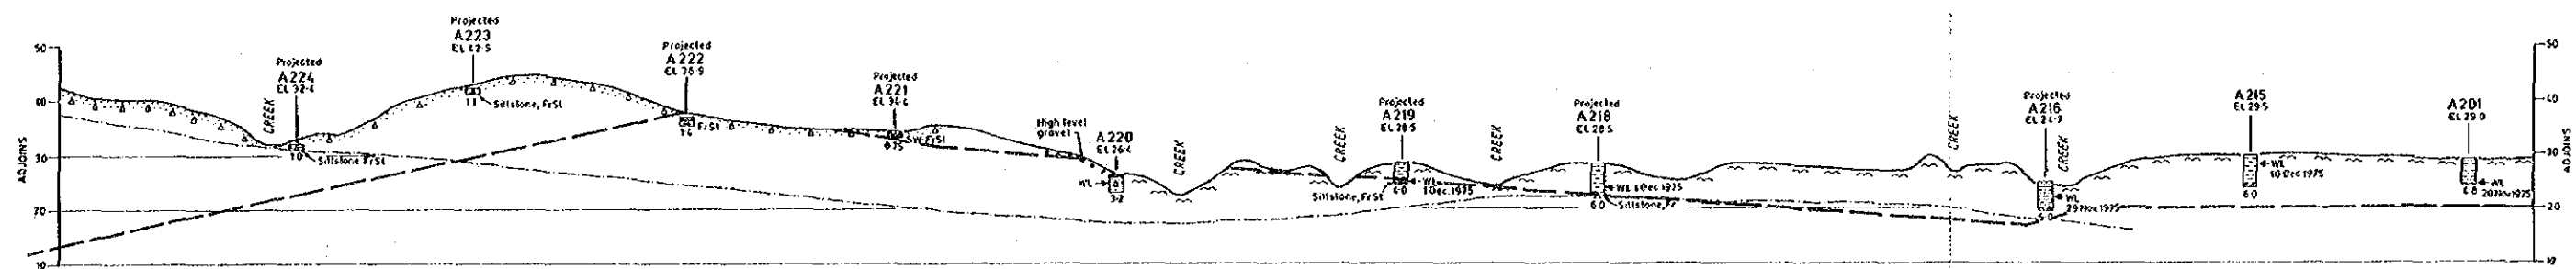 50
40
30
20
10
ADJOINS
CREEK
Projected
A224
EL 32·4
1·0
Siltstone FrSt
Projected
A223
EL 42·5
1·1
Siltstone, FrSt
Projected
A222
EL 36·9
1·4
FrSt
Projected
A221
EL 34·4
0·75
SW, FrSt
High level
gravel
A220
EL 26·4
WL
3·2
CREEK
CREEK
Projected
A219
EL 28·5
6·0
WL
1 Dec. 1975
Siltstone, FrSt
CREEK
Projected
A218
EL 28·5
WL 1 Dec 1975
6·0
Siltstone, Fr
CREEK
Projected
A216
EL 24·7
CREEK
WL
29 Nov 1975
5·0
A215
EL 29·5
WL
10 Dec 1975
6·0
A201
EL 29·0
WL
20 Nov 1975
6·8
50
40
30
20
10
ADJOINS